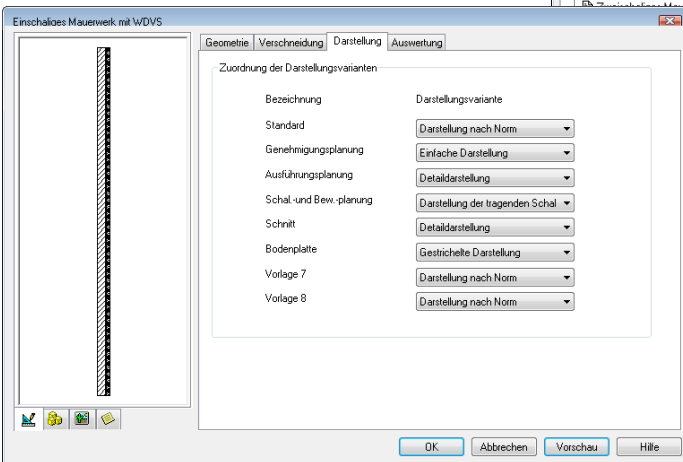 Einschaliges Mauerwerk mit WDVS
Geometrie Verschneidung Darstellung Auswertung
Zuordnung der Darstellungsvarianten
Bezeichnung Darstellungsvariante
Standard Darstellung nach Norm
Genehmigungsplanung Einfache Darstellung
Ausführungsplanung Detaildarstellung
Schal.-und Bew.-planung Darstellung der tragenden Schal
Schnitt Detaildarstellung
Bodenplatte Gestrichelte Darstellung
Vorlage 7 Darstellung nach Norm
Vorlage 8 Darstellung nach Norm
OK Abbrechen Vorschau Hilfe